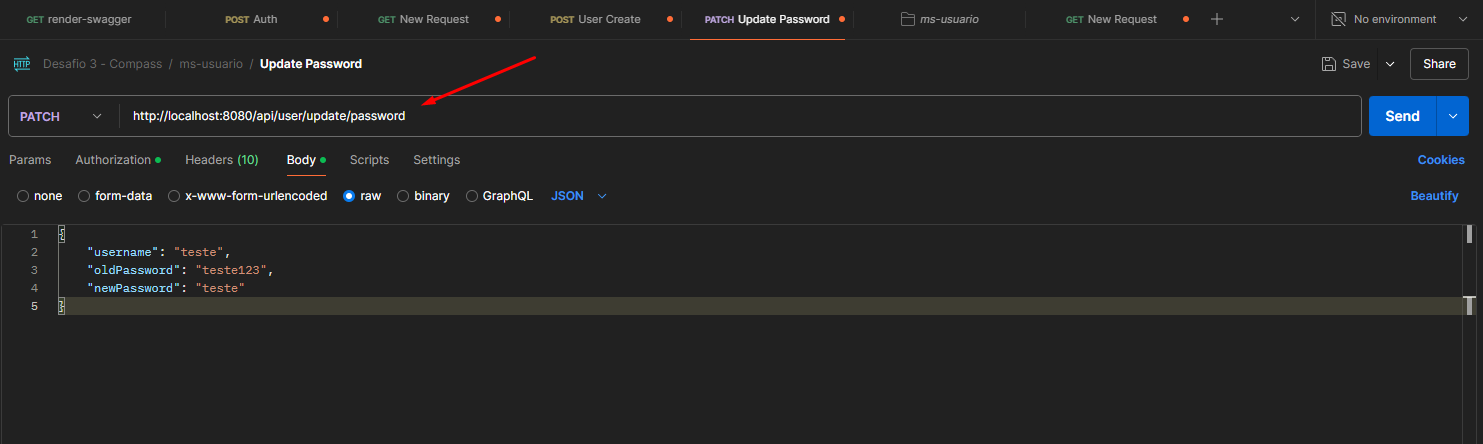 GET render-swagger POST Auth GET New Request POST User Create PATCH Update Password ms-usuario GET New Request No environment
HTTP Desafio 3 - Compass / ms-usuario / Update Password Save Share
PATCH http://localhost:8080/api/user/update/password Send
Params Authorization Headers (10) Body Scripts Settings Cookies
none form-data x-www-form-urlencoded raw binary GraphQL JSON Beautify
1 {
2 "username": "teste",
3 "oldPassword": "teste123",
4 "newPassword": "teste"
5 }